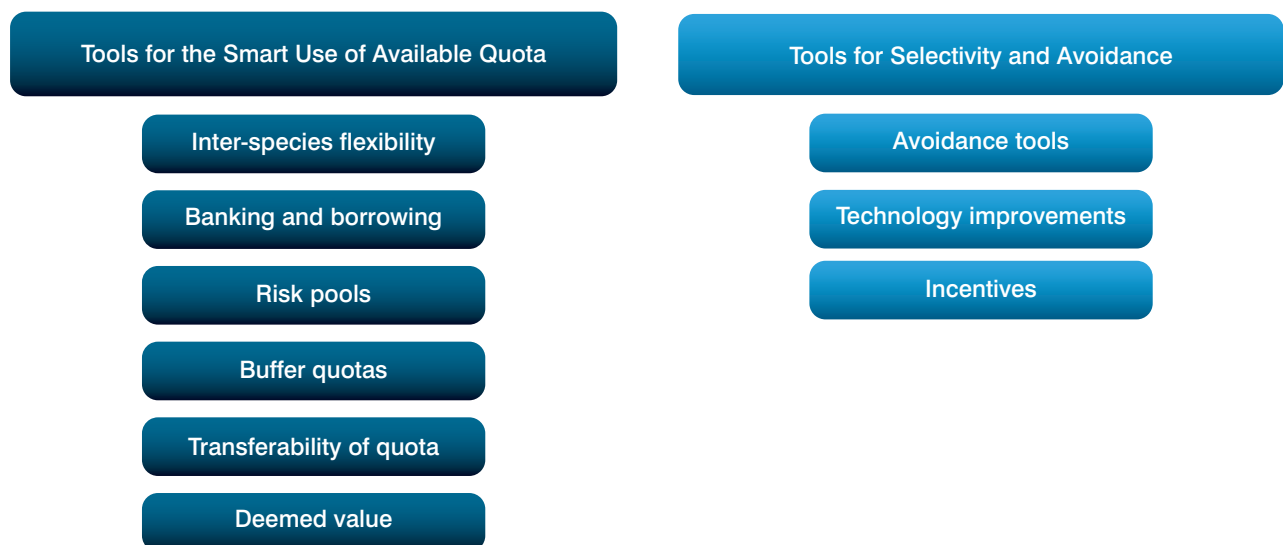 Tools for the Smart Use of Available Quota
Inter-species flexibility
Banking and borrowing
Risk pools
Buffer quotas
Transferability of quota
Deemed value
Tools for Selectivity and Avoidance
Avoidance tools
Technology improvements
Incentives